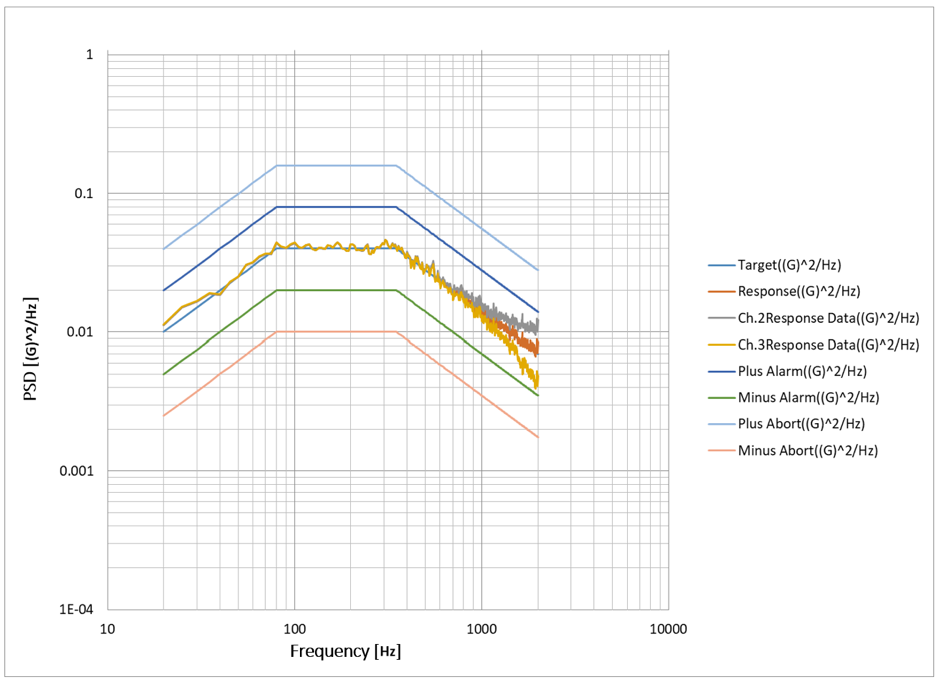 1
0.1
0.01
0.001
1E-04
PSD [(G)^2/Hz]
10
100
1000
10000
Frequency [Hz]
Target((G)^2/Hz)
Response((G)^2/Hz)
Ch.2Response Data((G)^2/Hz)
Ch.3Response Data((G)^2/Hz)
Plus Alarm((G)^2/Hz)
Minus Alarm((G)^2/Hz)
Plus Abort((G)^2/Hz)
Minus Abort((G)^2/Hz)